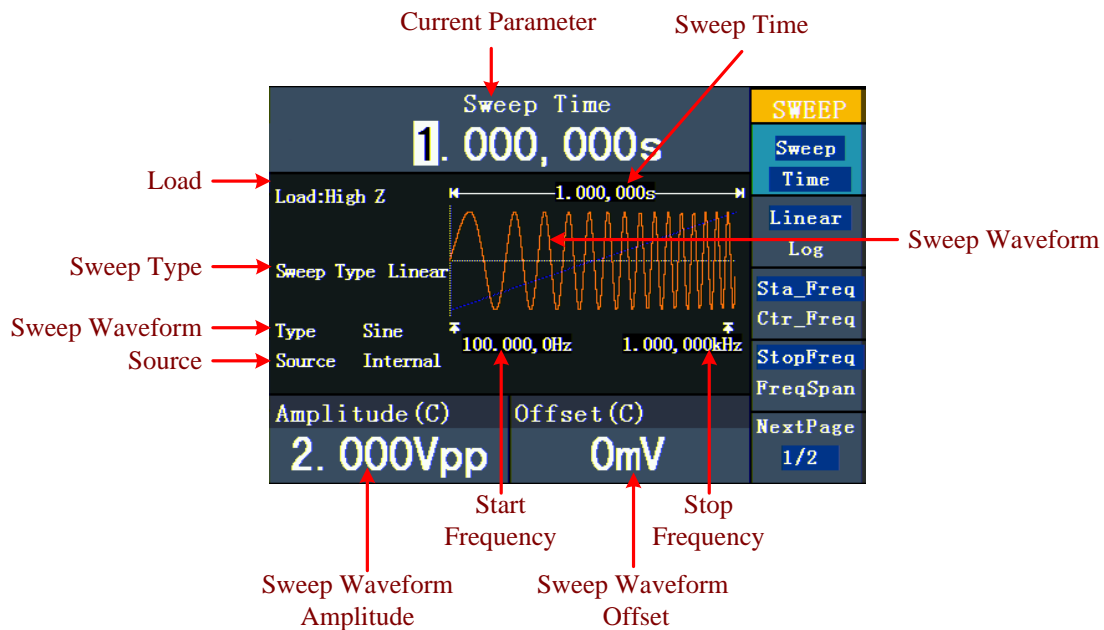 Current Parameter
Sweep Time
Sweep Time
1.000,000s
SWEEP
Sweep
Time
Linear
Log
Sta_Freq
Ctr_Freq
StopFreq
FreqSpan
NextPage
1/2
Load
Load:High Z
1.000,000s
Sweep Waveform
Sweep Type
Sweep Type Linear
Sweep Waveform
Type Sine
100.000,0Hz
1.000,000kHz
Source
Source Internal
Amplitude(C)
Offset(C)
2.000Vpp
0mV
Start
Frequency
Stop
Frequency
Sweep Waveform
Amplitude
Sweep Waveform
Offset